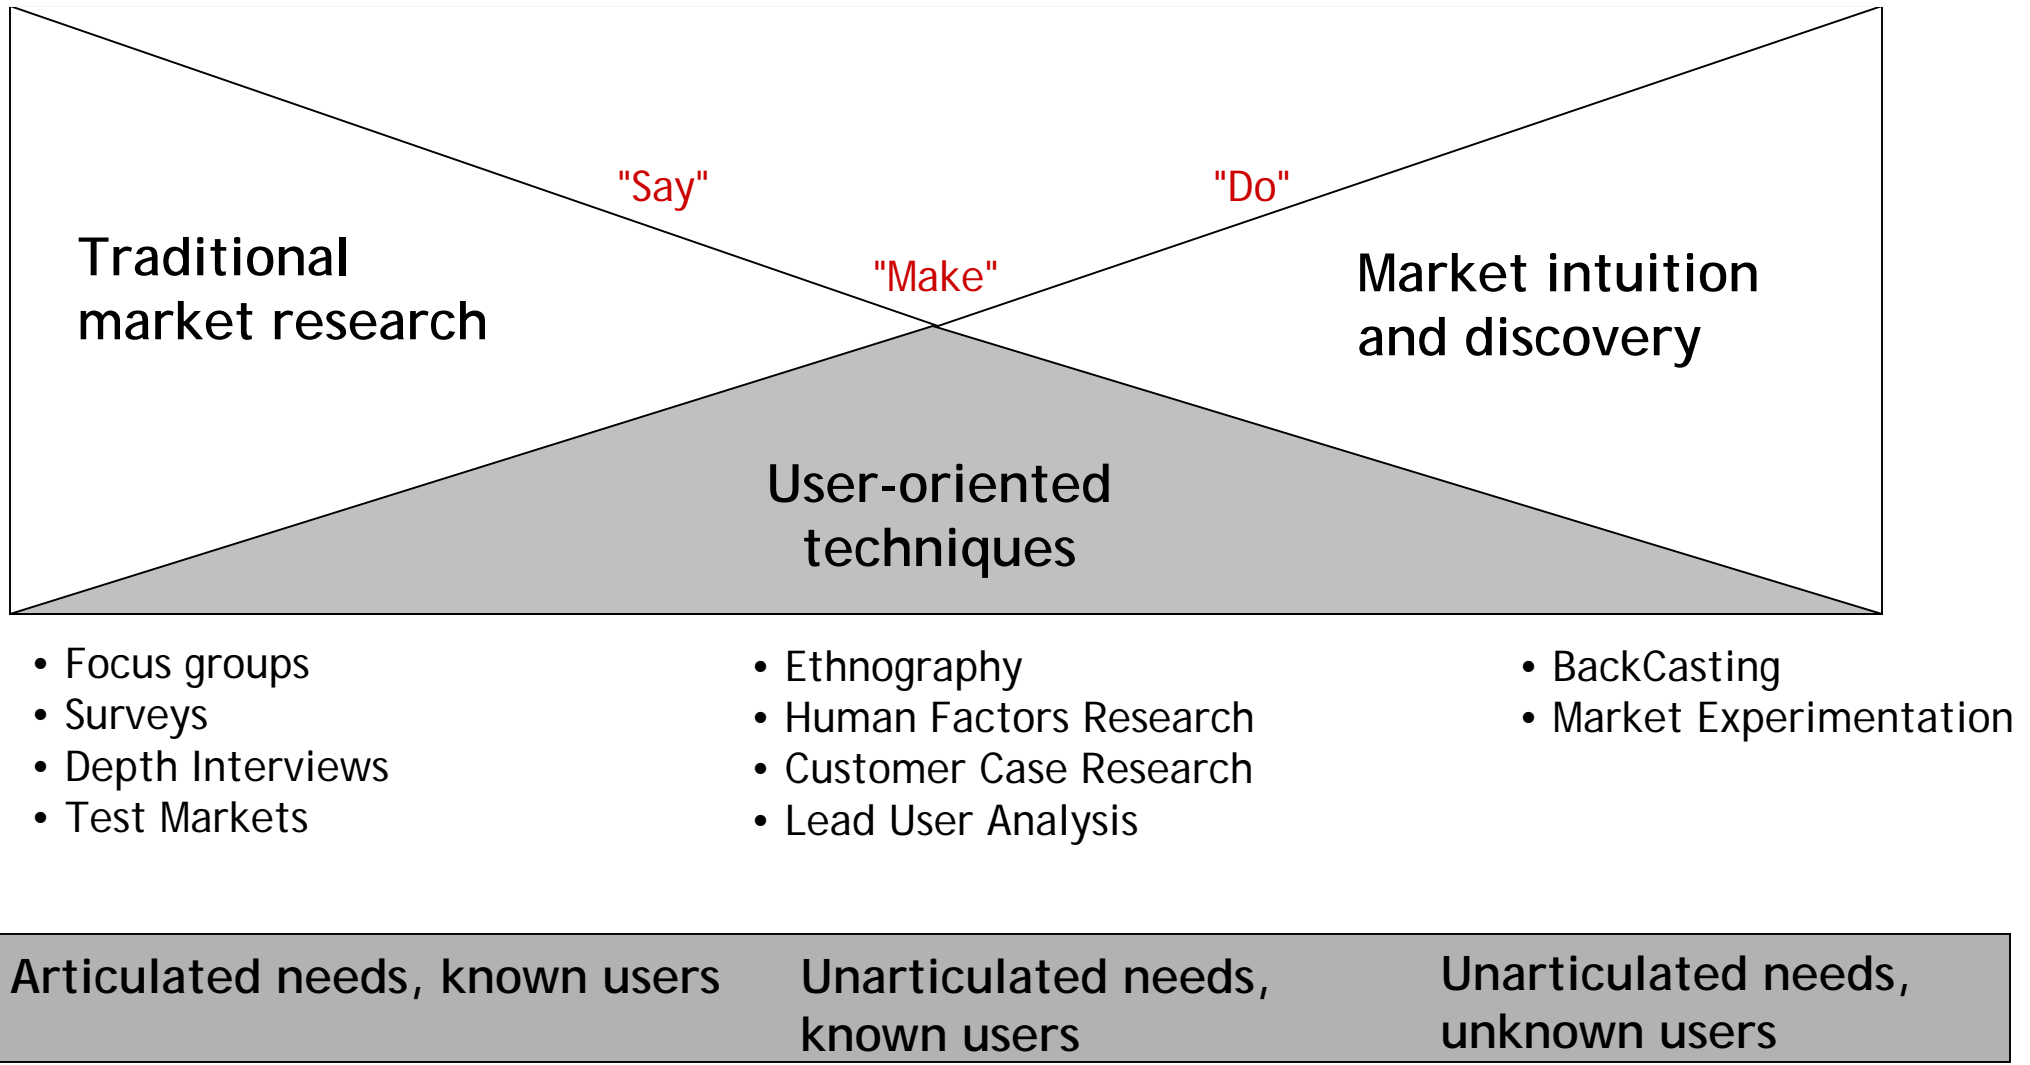 "Say"
"Do"
"Make"
Traditional
market research
Market intuition
and discovery
User-oriented
techniques
• Focus groups
• Surveys
• Depth Interviews
• Test Markets
• Ethnography
• Human Factors Research
• Customer Case Research
• Lead User Analysis
• BackCasting
• Market Experimentation
Articulated needs, known users
Unarticulated needs,
known users
Unarticulated needs,
unknown users